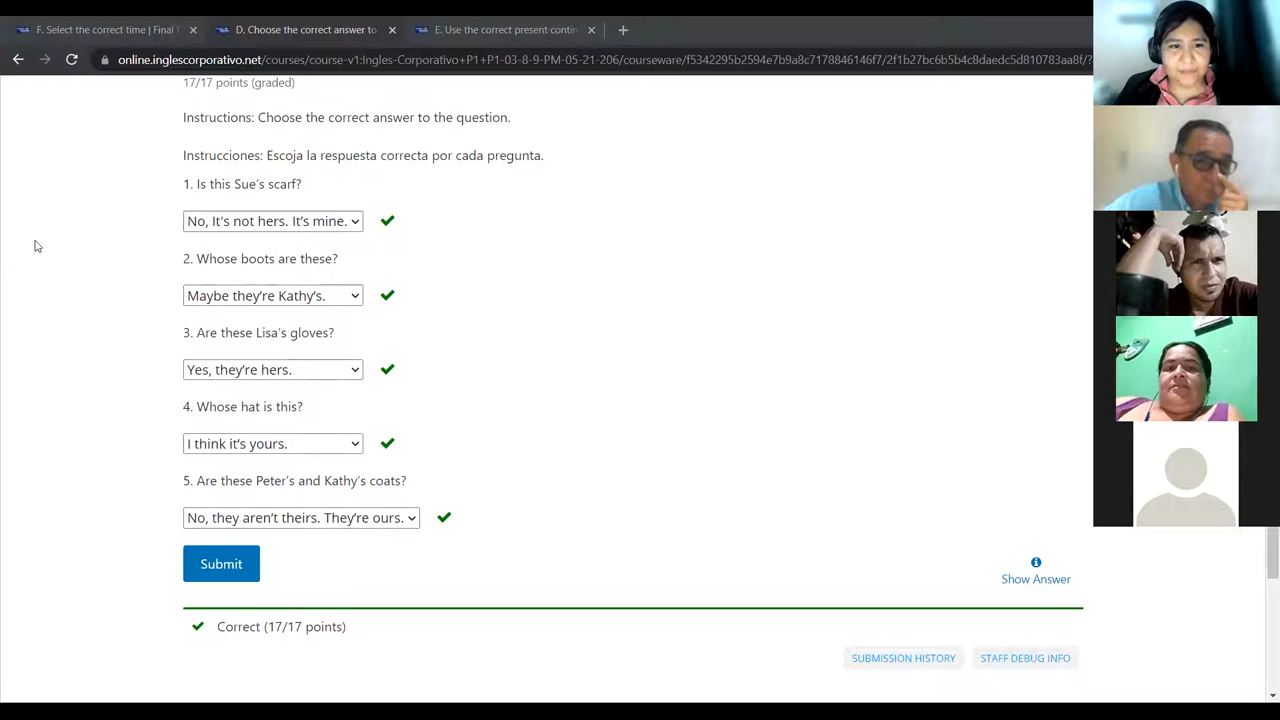 F. Select the correct time | Final
D. Choose the correct answer to
E. Use the correct present conti
online.inglescorporativo.net/courses/course-v1:Ingles-Corporativo+P1+P1-03-8-9-PM-05-21-206/courseware/f5342295b2594e7b9a8c7178846146f7/2f1b27bc6b5b4c8daedc5d810783aa8f/?
17/17 points (graded)
Instructions: Choose the correct answer to the question.
Instrucciones: Escoja la respuesta correcta por cada pregunta.
1. Is this Sue's scarf?
No, It's not hers. It's mine.
2. Whose boots are these?
Maybe they're Kathy's.
3. Are these Lisa's gloves?
Yes, they're hers.
4. Whose hat is this?
I think it's yours.
5. Are these Peter's and Kathy's coats?
No, they aren't theirs. They're ours.
Submit
Show Answer
Correct (17/17 points)
SUBMISSION HISTORY
STAFF DEBUG INFO